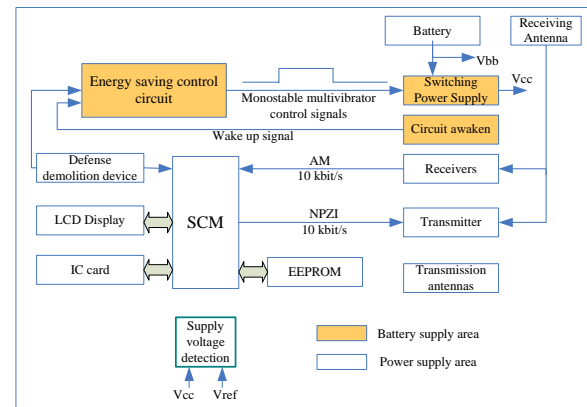 Battery
Receiving
Antenna
Vbb
Energy saving control
circuit
Monostable multivibrator
control signals
Switching
Power Supply
Vcc
Wake up signal
Circuit awaken
Defense
demolition device
AM
10 kbit/s
Receivers
LCD Display
SCM
NPZI
10 kbit/s
Transmitter
IC card
EEPROM
Transmission
antennas
Supply
voltage
detection
Battery supply area
Power supply area
Vcc
Vref